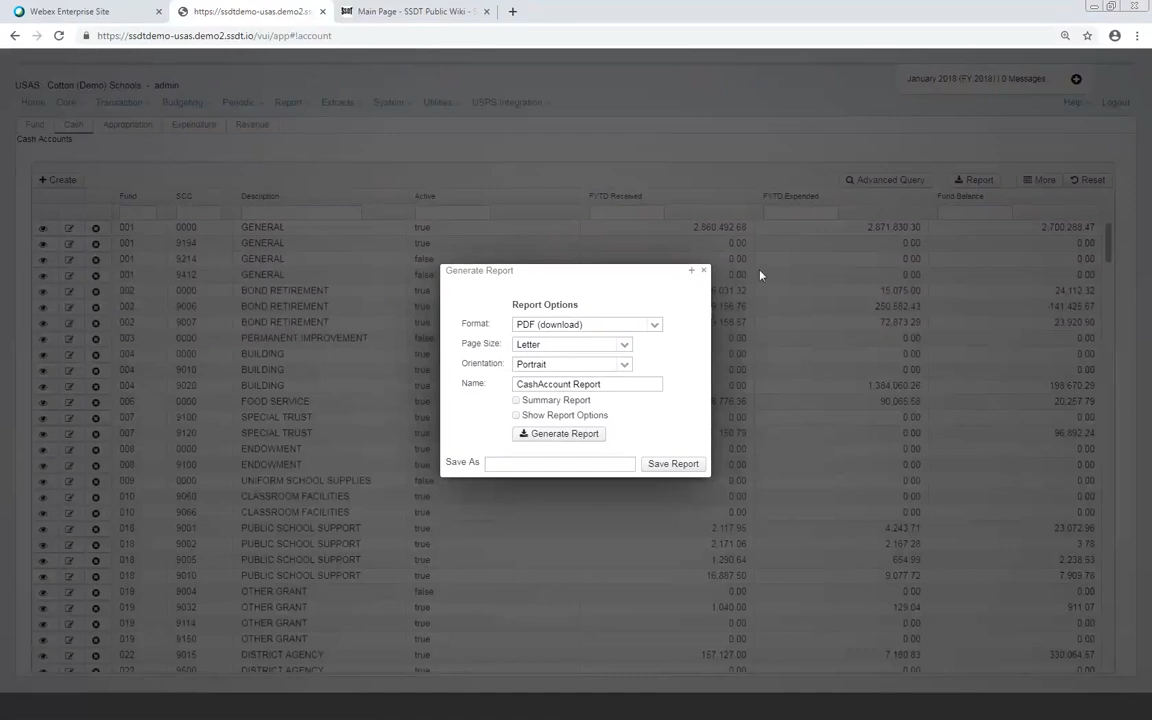 Webex Enterprise Site
https://ssdtdemo-usas.demo2.ss
Main Page - SSDT Public Wiki - S
https://ssdtdemo-usas.demo2.ssdt.io/vui/app#!account
USAS: Cotton (Demo) Schools - admin
January 2018 (FY 2018) | 0 Messages
Home Core Transaction Budgeting Periodic Report Extracts System Utilities USPS Integration Help Logout
Fund Cash Appropriation Expenditure Revenue
Cash Accounts
+ Create Advanced Query Report More Reset
Fund SCC Description Active FYTD Received FYTD Expended Fund Balance
001 0000 GENERAL true 2,860,492.68 2,871,830.30 2,700,288.47
001 9194 GENERAL true 0.00 0.00 0.00
001 9214 GENERAL false 0.00 0.00 0.00
001 9412 GENERAL false 0.00 0.00 0.00
002 0000 BOND RETIREMENT 15,075.00 24,112.32
002 9006 BOND RETIREMENT 250,582.43 -141,425.67
002 9007 BOND RETIREMENT 72,873.29 23,920.90
003 0000 PERMANENT IMPROVEMENT 0.00 0.00
004 0000 BUILDING 0.00 0.00
004 9010 BUILDING 0.00 0.00
004 9020 BUILDING 1,384,060.26 198,670.29
006 0000 FOOD SERVICE 90,065.58 20,257.79
007 9100 SPECIAL TRUST 0.00 0.00
007 9120 SPECIAL TRUST 0.00 96,892.24
008 0000 ENDOWMENT 0.00 0.00
008 9100 ENDOWMENT 0.00 0.00
009 0000 UNIFORM SCHOOL SUPPLIES false 0.00 0.00
010 9060 CLASSROOM FACILITIES true 0.00 0.00
010 9066 CLASSROOM FACILITIES true 0.00 0.00
018 9001 PUBLIC SCHOOL SUPPORT true 2,117.95 4,243.71 23,072.96
018 9002 PUBLIC SCHOOL SUPPORT true 2,171.06 2,167.28 3.78
018 9005 PUBLIC SCHOOL SUPPORT true 1,290.64 654.99 2,238.53
018 9010 PUBLIC SCHOOL SUPPORT true 16,887.50 9,077.72 7,909.78
019 9004 OTHER GRANT false 0.00 0.00 0.00
019 9032 OTHER GRANT true 1,040.00 129.04 911.07
019 9114 OTHER GRANT true 0.00 0.00 0.00
019 9150 OTHER GRANT true 0.00 0.00 0.00
022 9015 DISTRICT AGENCY true 157,127.00 7,180.83 330,064.57
022 9500 DISTRICT AGENCY true 0.00 0.00 0.00
Generate Report
Report Options
Format: PDF (download)
Page Size: Letter
Orientation: Portrait
Name: CashAccount Report
Summary Report
Show Report Options
Generate Report
Save As Save Report